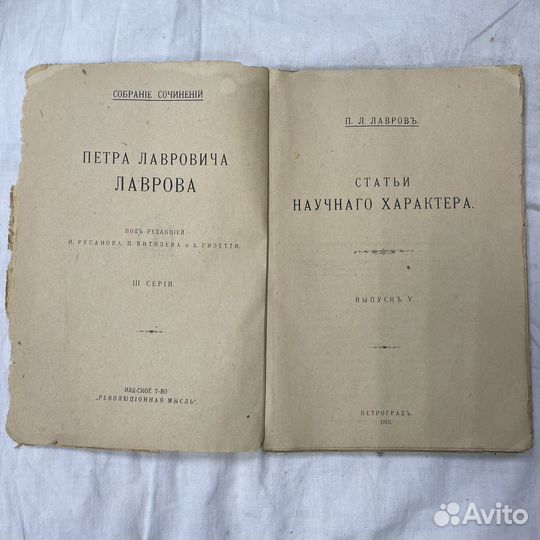 СОБРАНІЕ СОЧИНЕНІЙ
ПЕТРА ЛАВРОВИЧА
ЛАВРОВА
ПОДЪ РЕДАКЦІЕЙ
Н. РУСАНОВА, П. ВИТЯЗЕВА и А. ГИЗЕТТИ.
III СЕРІЯ.
ИЗД-СКОЕ Т-ВО
„РЕВОЛЮЦІОННАЯ МЫСЛЬ“.
П. Л. ЛАВРОВЪ.
СТАТЬИ
НАУЧНАГО ХАРАКТЕРА.
ВЫПУСКЪ V.
ПЕТРОГРАДЪ.
1918.
Avito